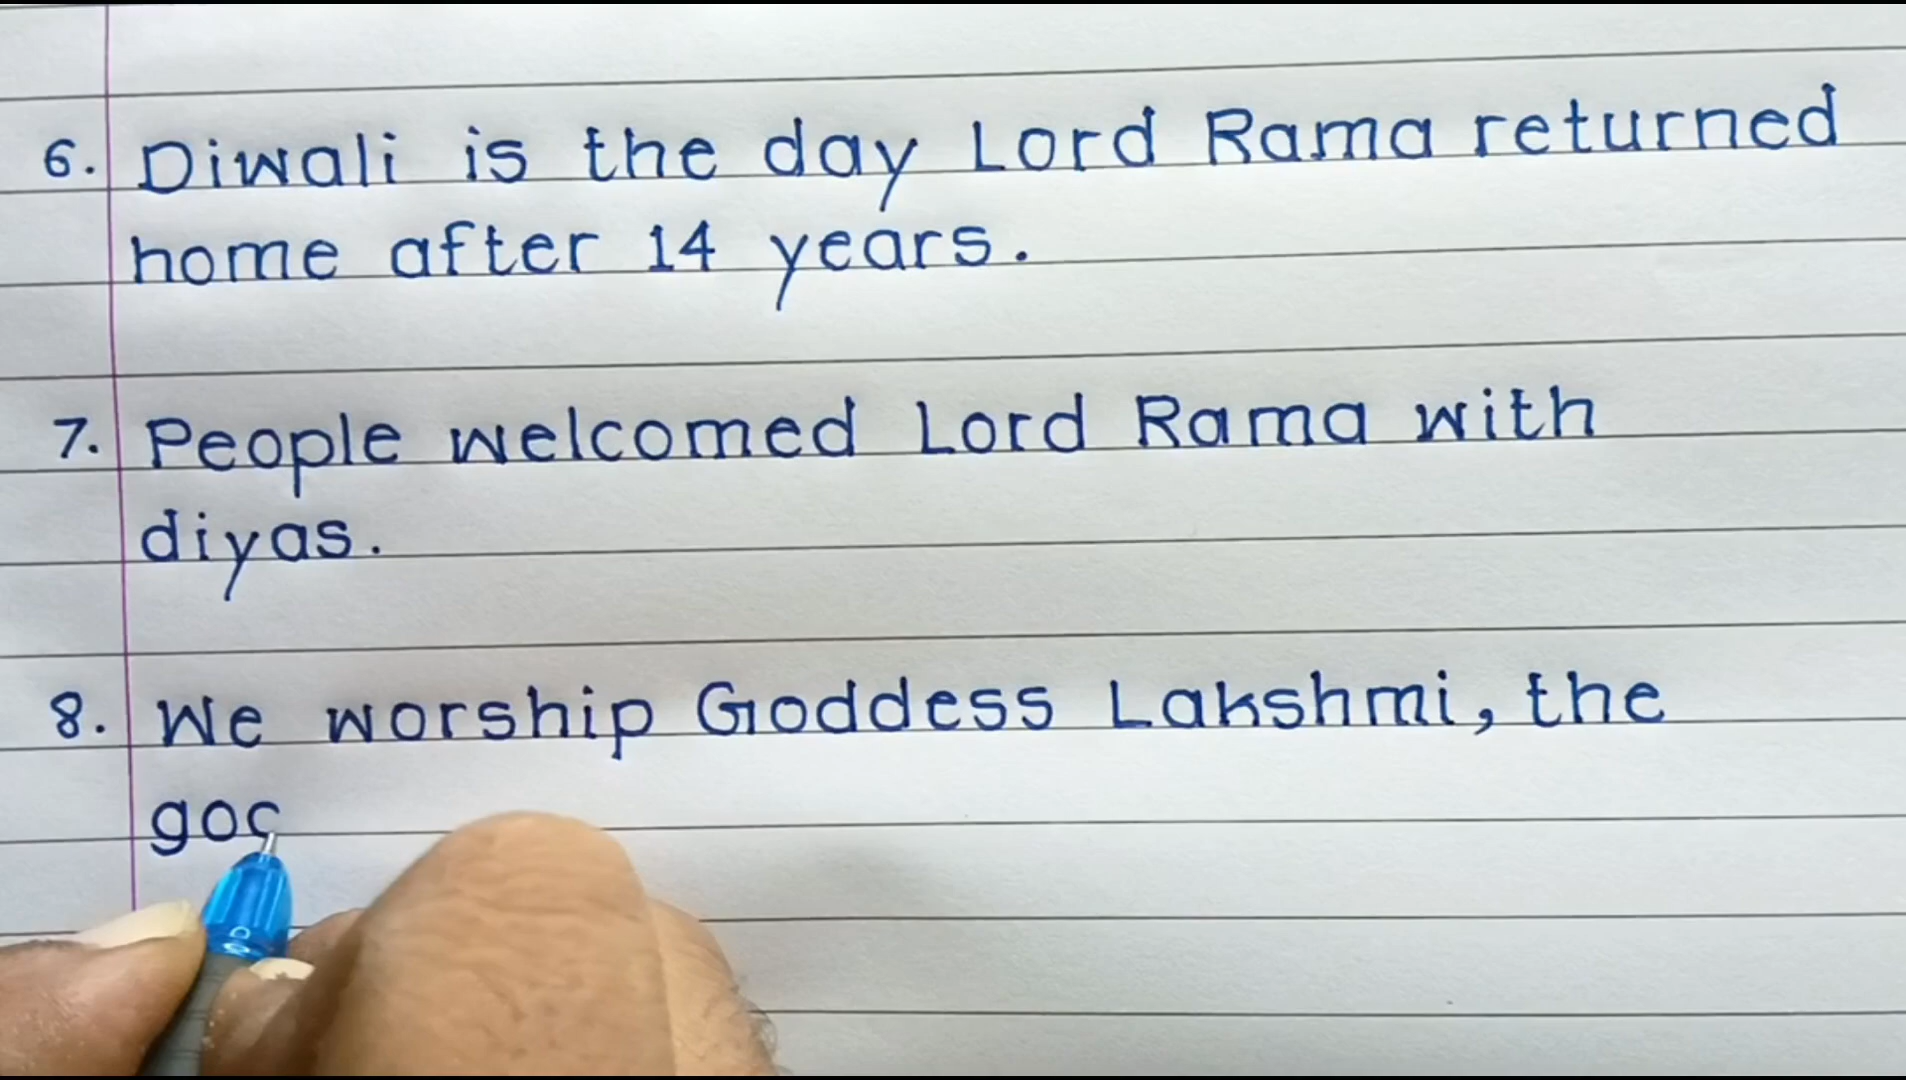 6. Diwali is the day Lord Rama returned
home after 14 years.
7. People welcomed Lord Rama with
diyas.
8. We worship Goddess Lakshmi, the